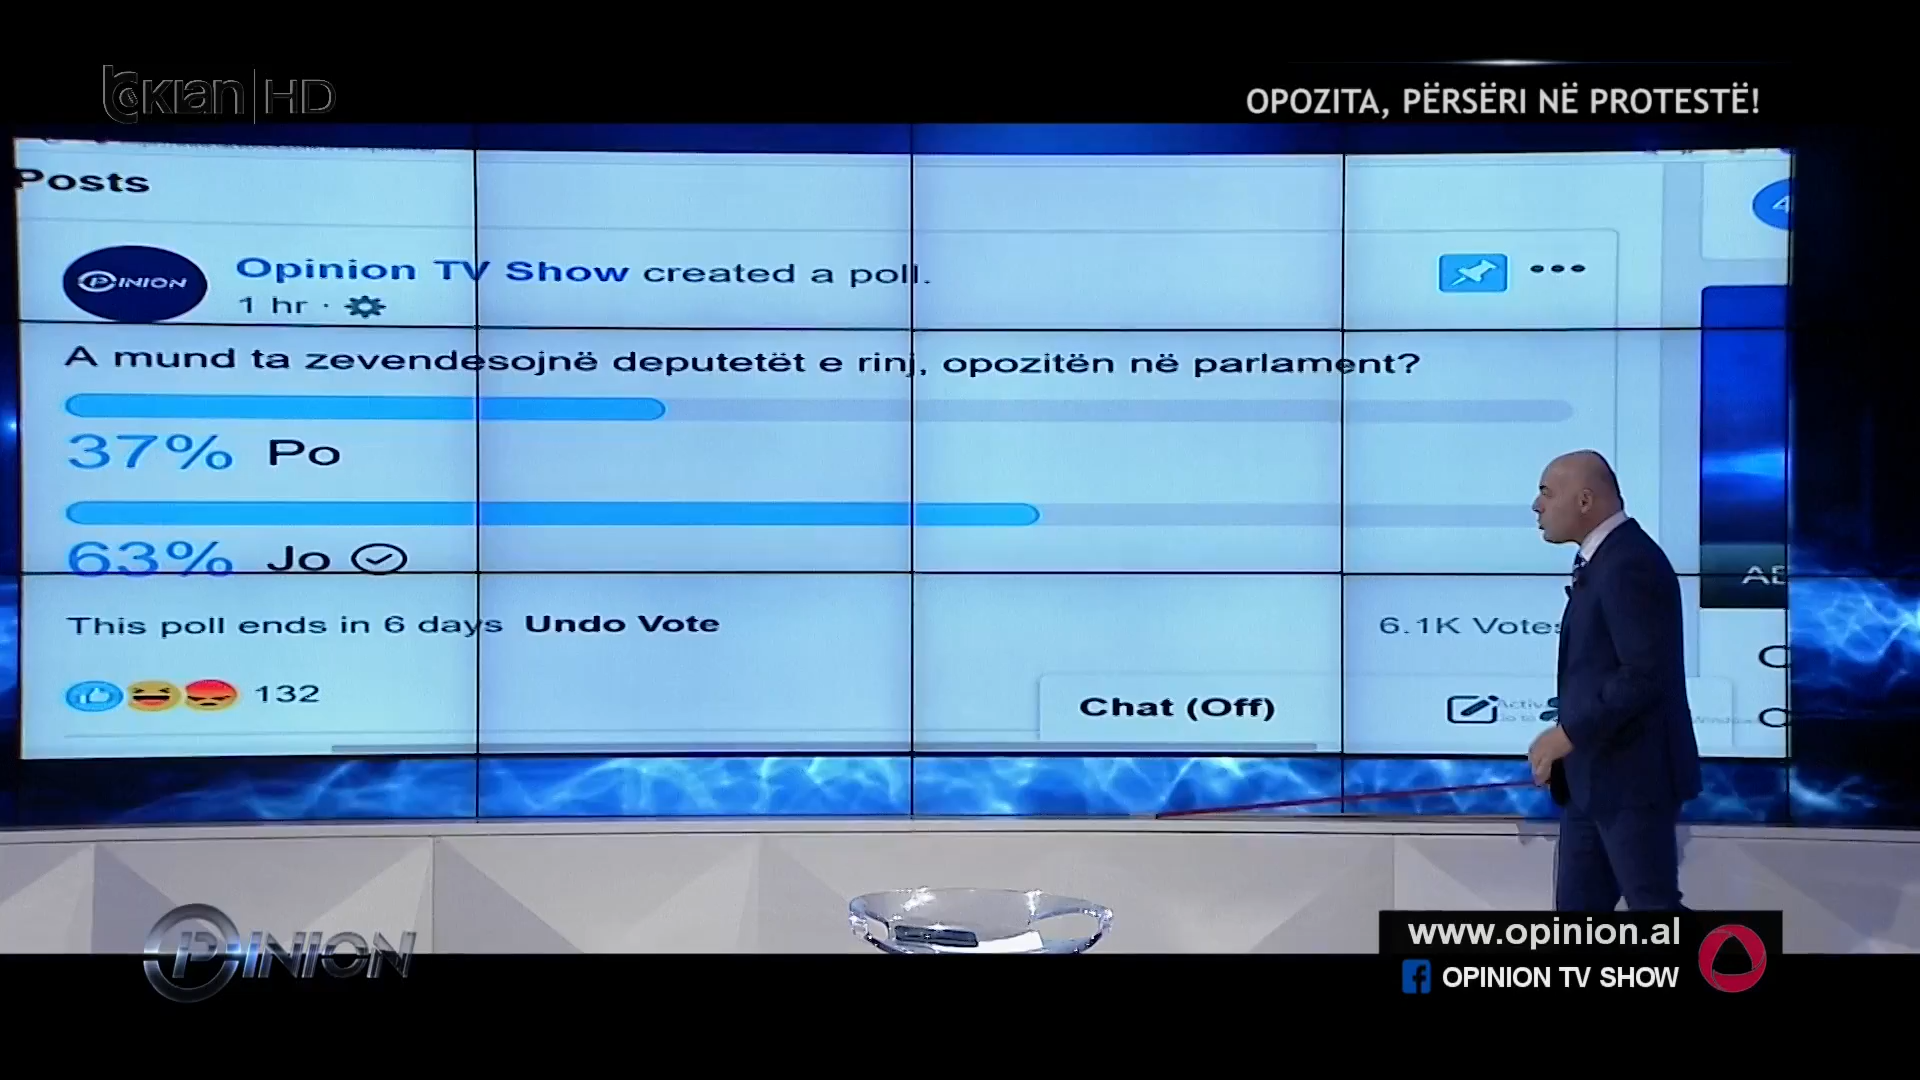 klan HD
OPOZITA, PËRSËRI NË PROTESTË!
Posts
OPINION
Opinion TV Show created a poll.
1 hr ·
A mund ta zevendesojnë deputetët e rinj, opozitën në parlament?
37% Po
63% Jo
This poll ends in 6 days Undo Vote
6.1K Votes
132
Chat (Off)
OPINION
www.opinion.al
OPINION TV SHOW